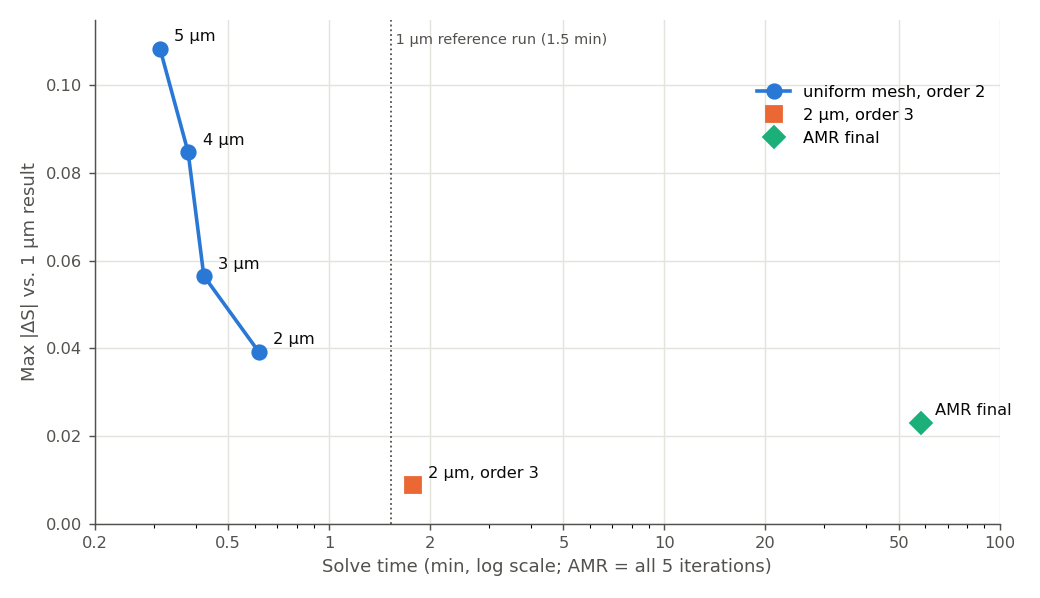 5 µm
1 µm reference run (1.5 min)
0.10
uniform mesh, order 2
2 µm, order 3
AMR final
4 µm
0.08
Max |ΔS| vs. 1 µm result
3 µm
0.06
2 µm
0.04
AMR final
0.02
2 µm, order 3
0.00
0.2 0.5 1 2 5 10 20 50 100
Solve time (min, log scale; AMR = all 5 iterations)